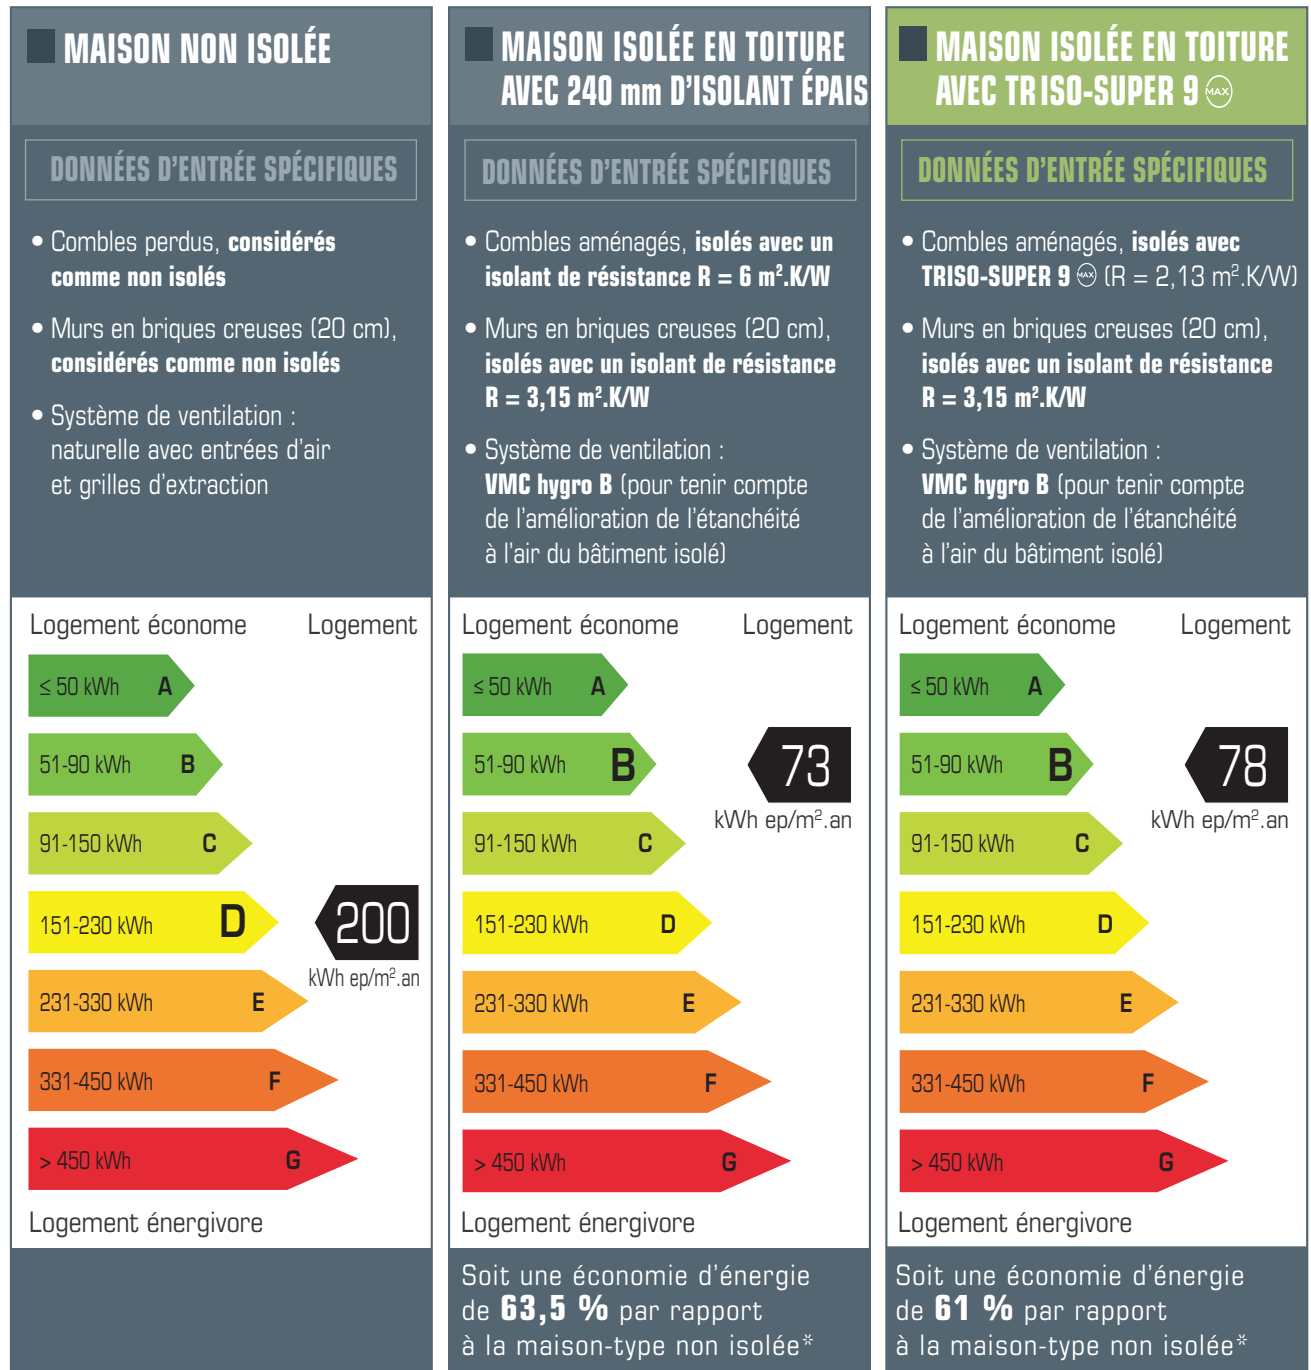 MAISON NON ISOLÉE
DONNÉES D'ENTRÉE SPÉCIFIQUES
• Combles perdus, considérés
comme non isolés
• Murs en briques creuses (20 cm),
considérés comme non isolés
• Système de ventilation :
naturelle avec entrées d'air
et grilles d'extraction
Logement économe Logement
≤ 50 kWh A
51-90 kWh B
91-150 kWh C
151-230 kWh D
200
kWh ep/m².an
231-330 kWh E
331-450 kWh F
> 450 kWh G
Logement énergivore
MAISON ISOLÉE EN TOITURE
AVEC 240 mm D'ISOLANT ÉPAIS
DONNÉES D'ENTRÉE SPÉCIFIQUES
• Combles aménagés, isolés avec un
isolant de résistance R = 6 m².K/W
• Murs en briques creuses (20 cm),
isolés avec un isolant de résistance
R = 3,15 m².K/W
• Système de ventilation :
VMC hygro B (pour tenir compte
de l'amélioration de l'étanchéité
à l'air du bâtiment isolé)
Logement économe Logement
≤ 50 kWh A
51-90 kWh B
73
kWh ep/m².an
91-150 kWh C
151-230 kWh D
231-330 kWh E
331-450 kWh F
> 450 kWh G
Logement énergivore
Soit une économie d'énergie
de 63,5 % par rapport
à la maison-type non isolée*
MAISON ISOLÉE EN TOITURE
AVEC TRISO-SUPER 9 MAX
DONNÉES D'ENTRÉE SPÉCIFIQUES
• Combles aménagés, isolés avec
TRISO-SUPER 9 MAX (R = 2,13 m².K/W)
• Murs en briques creuses (20 cm),
isolés avec un isolant de résistance
R = 3,15 m².K/W
• Système de ventilation :
VMC hygro B (pour tenir compte
de l'amélioration de l'étanchéité
à l'air du bâtiment isolé)
Logement économe Logement
≤ 50 kWh A
51-90 kWh B
78
kWh ep/m².an
91-150 kWh C
151-230 kWh D
231-330 kWh E
331-450 kWh F
> 450 kWh G
Logement énergivore
Soit une économie d'énergie
de 61 % par rapport
à la maison-type non isolée*